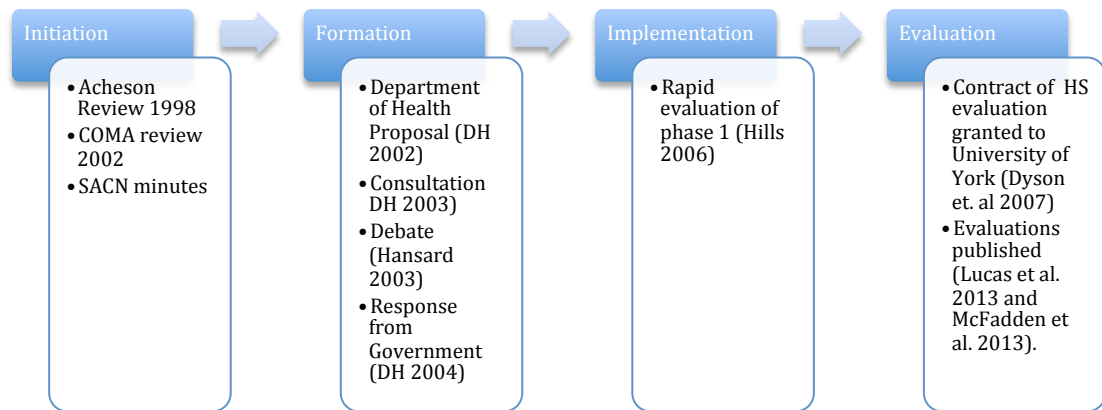 Initiation
• Acheson
Review 1998
• COMA review
2002
• SACN minutes
Formation
• Department
of Health
Proposal (DH
2002)
• Consultation
DH 2003)
• Debate
(Hansard
2003)
• Response
from
Government
(DH 2004)
Implementation
• Rapid
evaluation of
phase 1 (Hills
2006)
Evaluation
• Contract of HS
evaluation
granted to
University of
York (Dyson
et. al 2007)
• Evaluations
published
(Lucas et al.
2013 and
McFadden et
al. 2013).